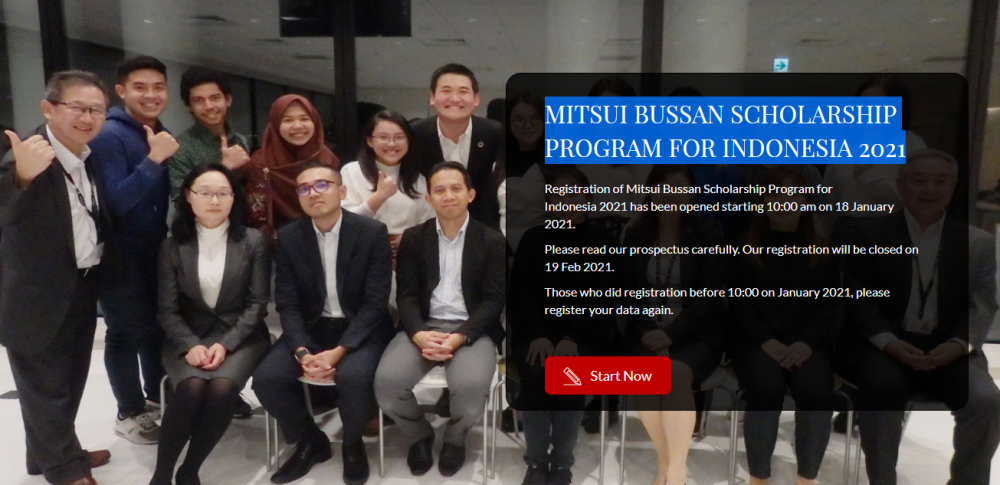 MITSUI BUSSAN SCHOLARSHIP
PROGRAM FOR INDONESIA 2021
Registration of Mitsui Bussan Scholarship Program for
Indonesia 2021 has been opened starting 10:00 am on 18 January
2021.
Please read our prospectus carefully. Our registration will be closed on
19 Feb 2021.
Those who did registration before 10:00 on January 2021, please
register your data again.
Start Now